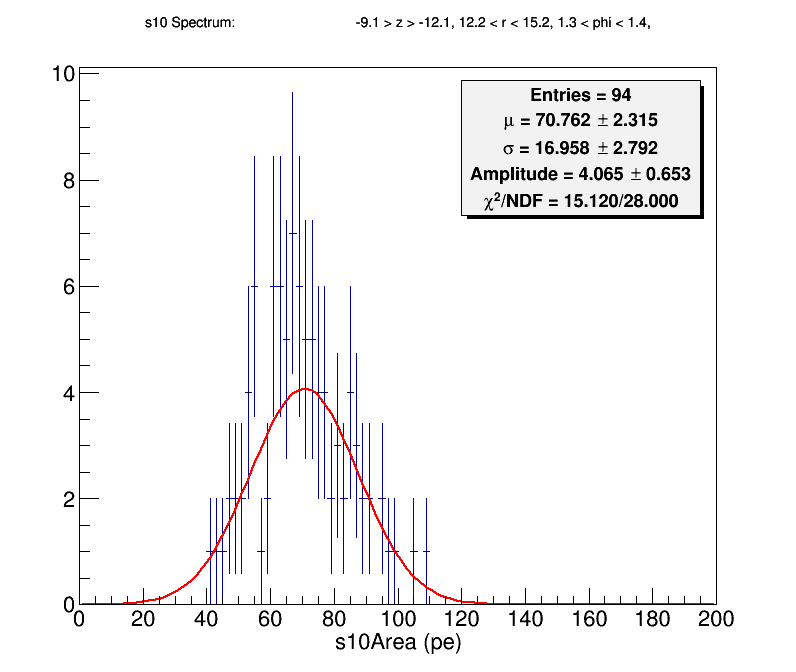 s10 Spectrum: -9.1 > z > -12.1, 12.2 < r < 15.2, 1.3 < phi < 1.4,
Entries = 94
μ = 70.762 ± 2.315
σ = 16.958 ± 2.792
Amplitude = 4.065 ± 0.653
χ²/NDF = 15.120/28.000
10
8
6
4
2
0
0 20 40 60 80 100 120 140 160 180 200
s10Area (pe)